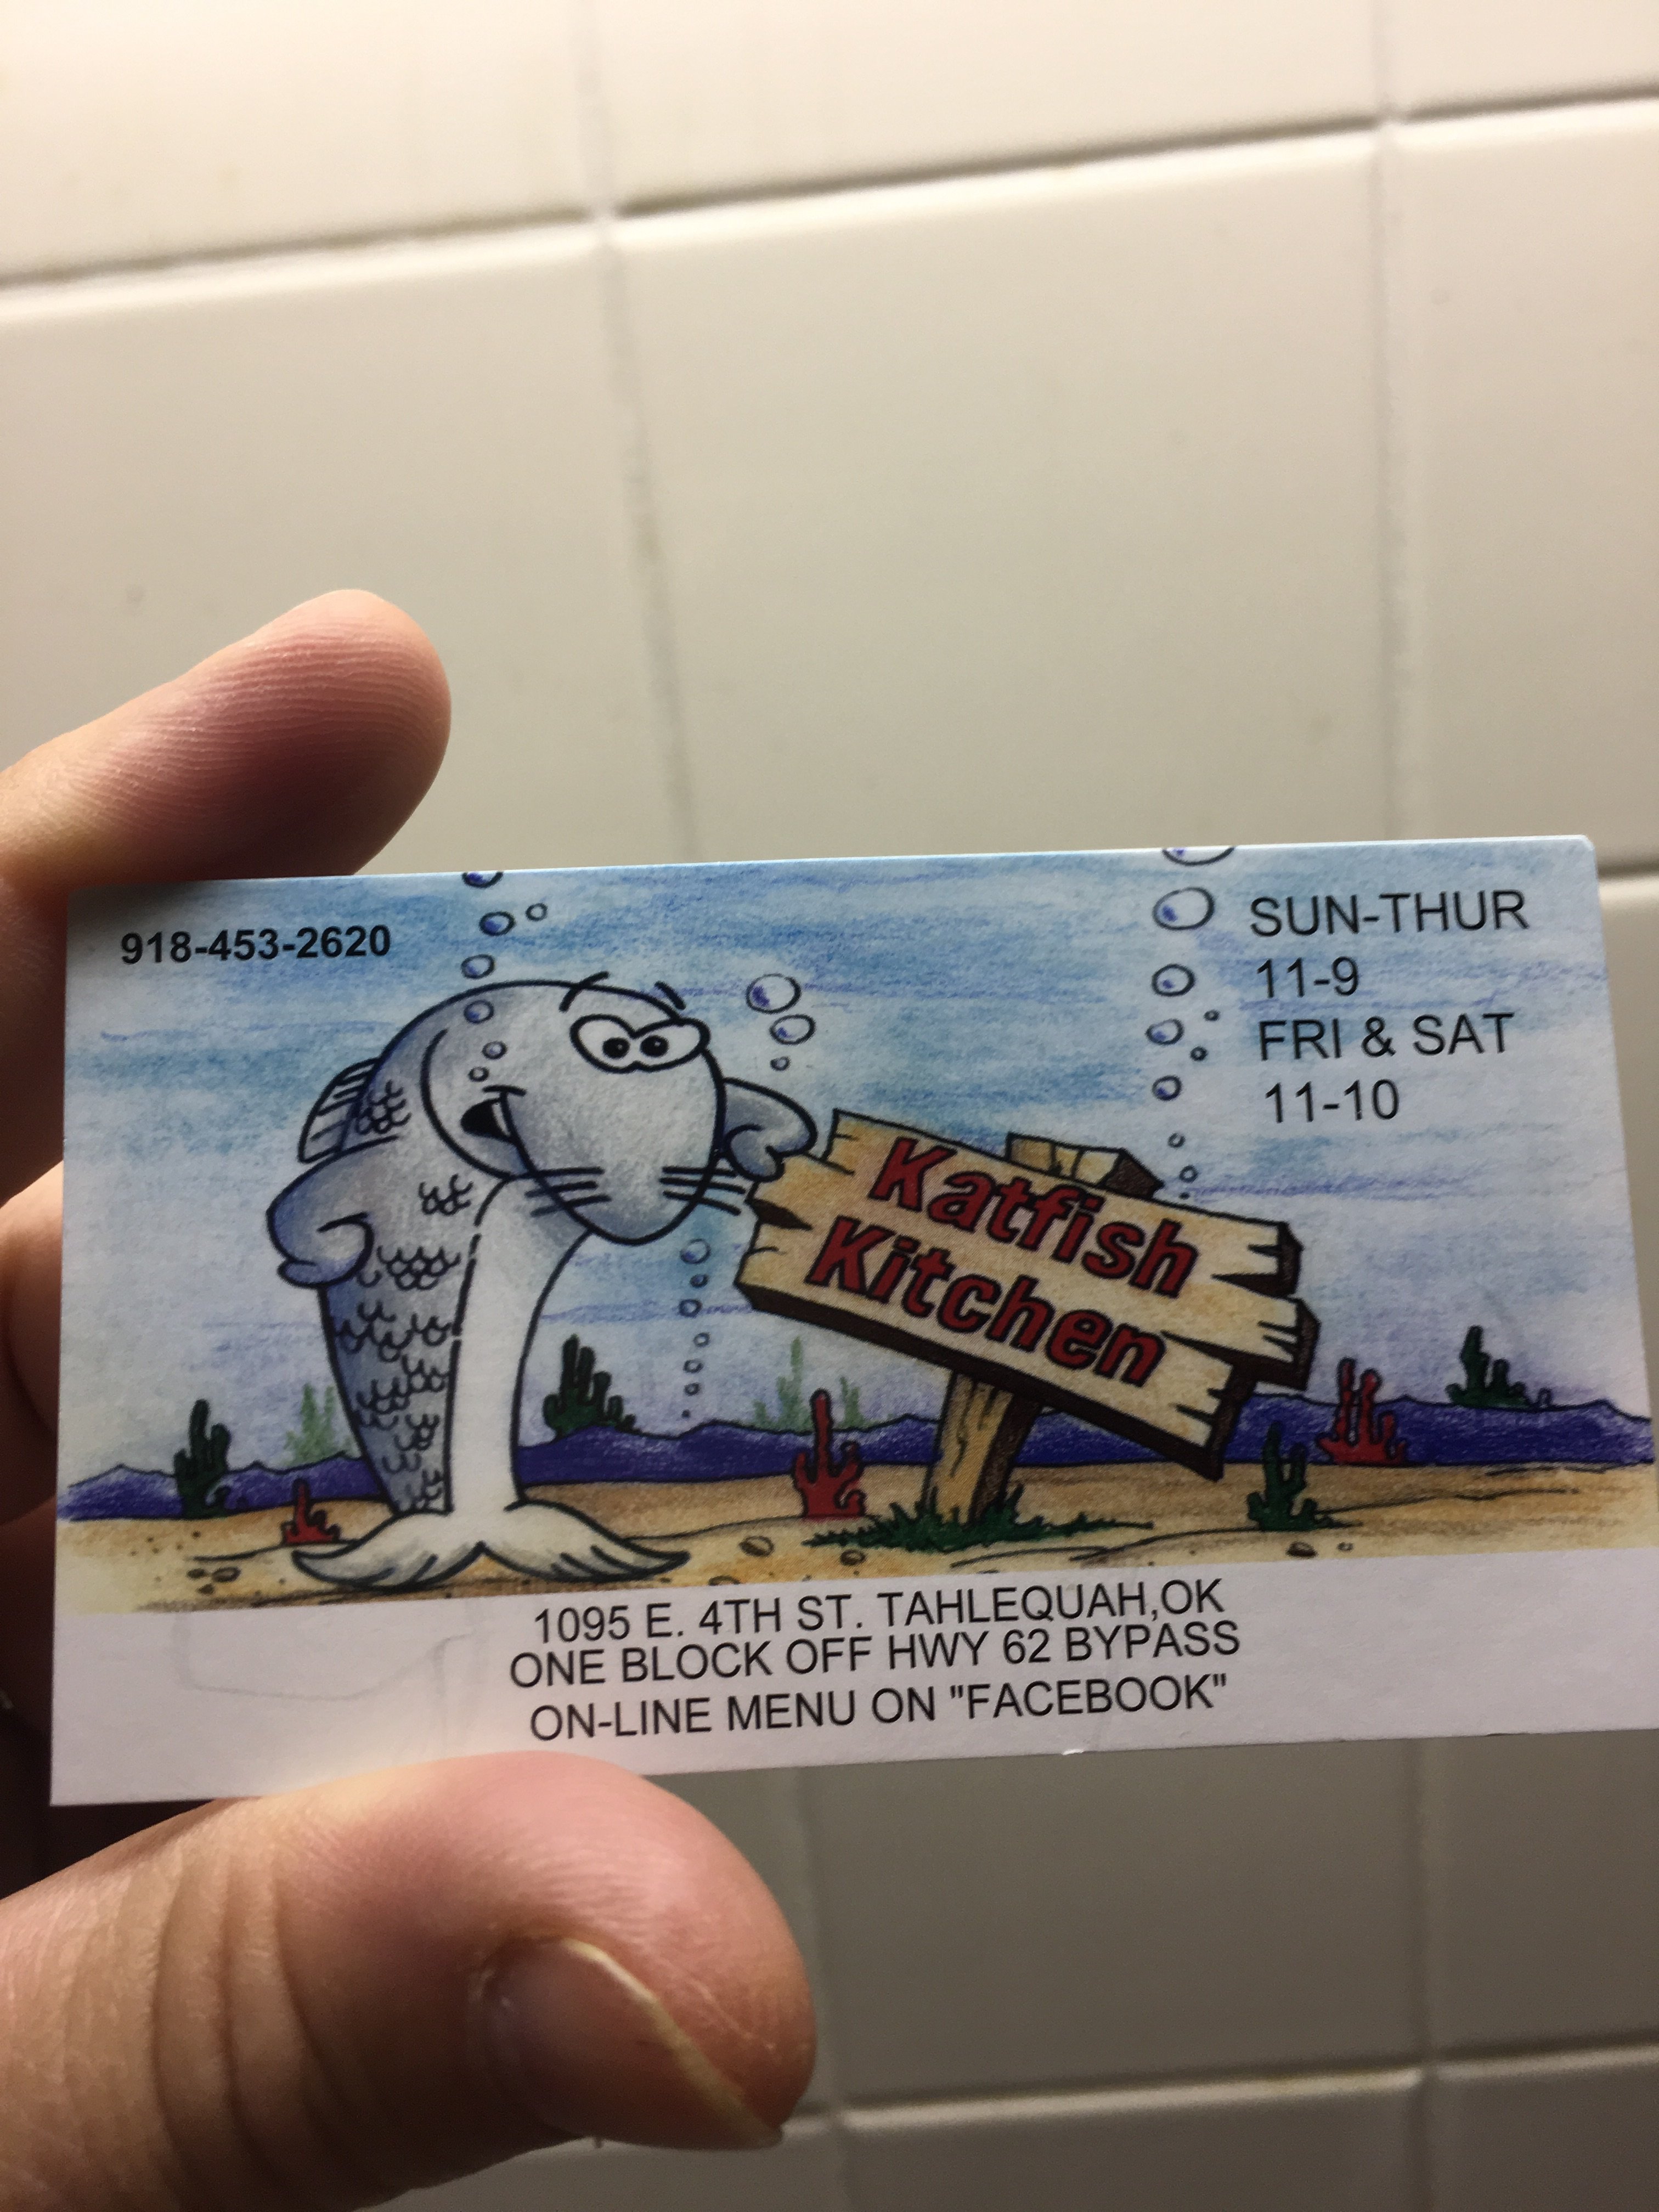 918-453-2620
SUN-THUR
11-9
FRI & SAT
11-10
Katfish
Kitchen
1095 E. 4TH ST. TAHLEQUAH,OK
ONE BLOCK OFF HWY 62 BYPASS
ON-LINE MENU ON "FACEBOOK"